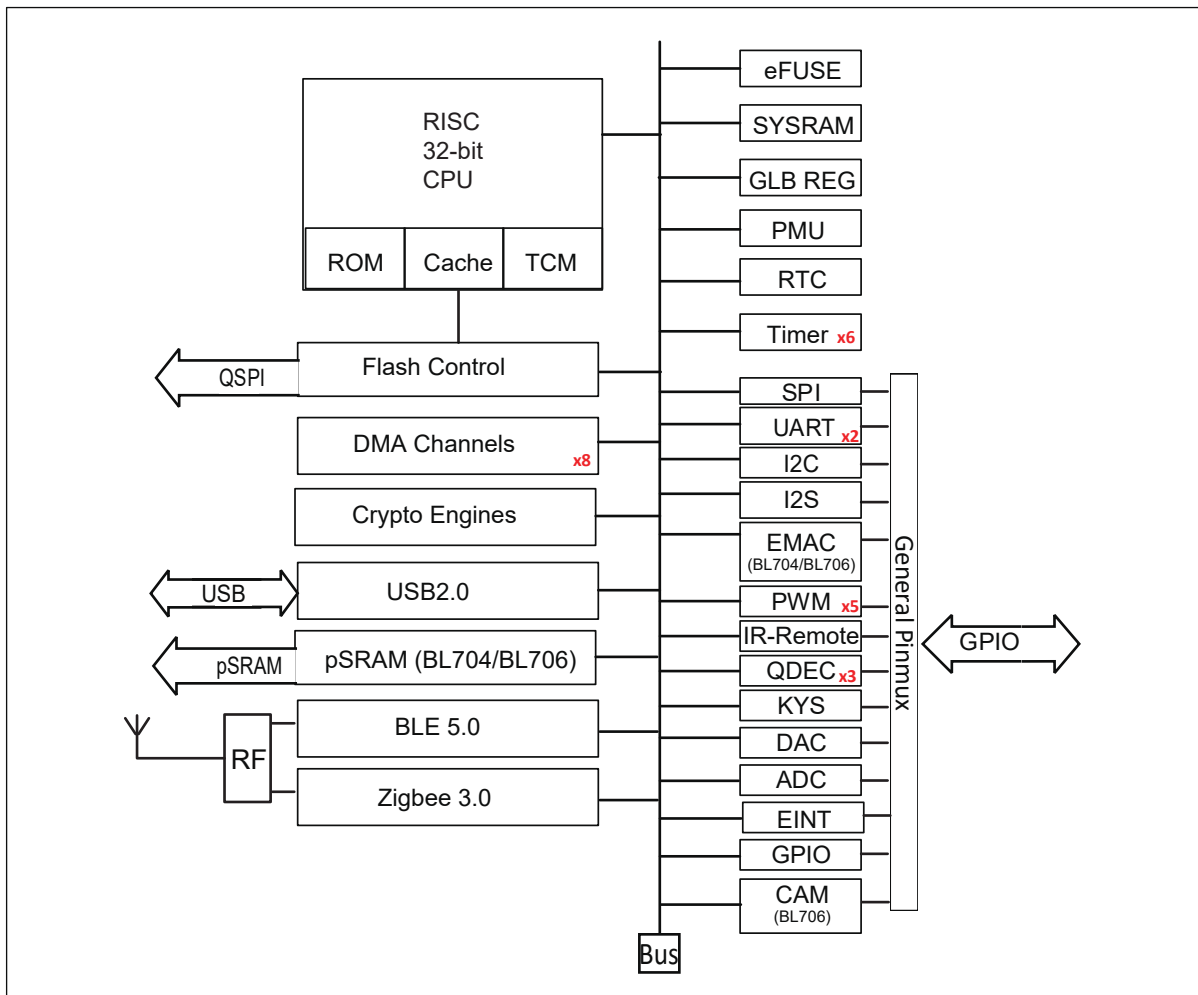 RISC
32-bit
CPU
ROM
Cache
TCM
QSPI
Flash Control
DMA Channels
x8
Crypto Engines
USB
USB2.0
pSRAM
pSRAM (BL704/BL706)
RF
BLE 5.0
Zigbee 3.0
Bus
eFUSE
SYSRAM
GLB REG
PMU
RTC
Timer x6
SPI
UART x2
I2C
I2S
EMAC
(BL704/BL706)
PWM x5
IR-Remote
QDEC x3
KYS
DAC
ADC
EINT
GPIO
CAM
(BL706)
General Pinmux
GPIO